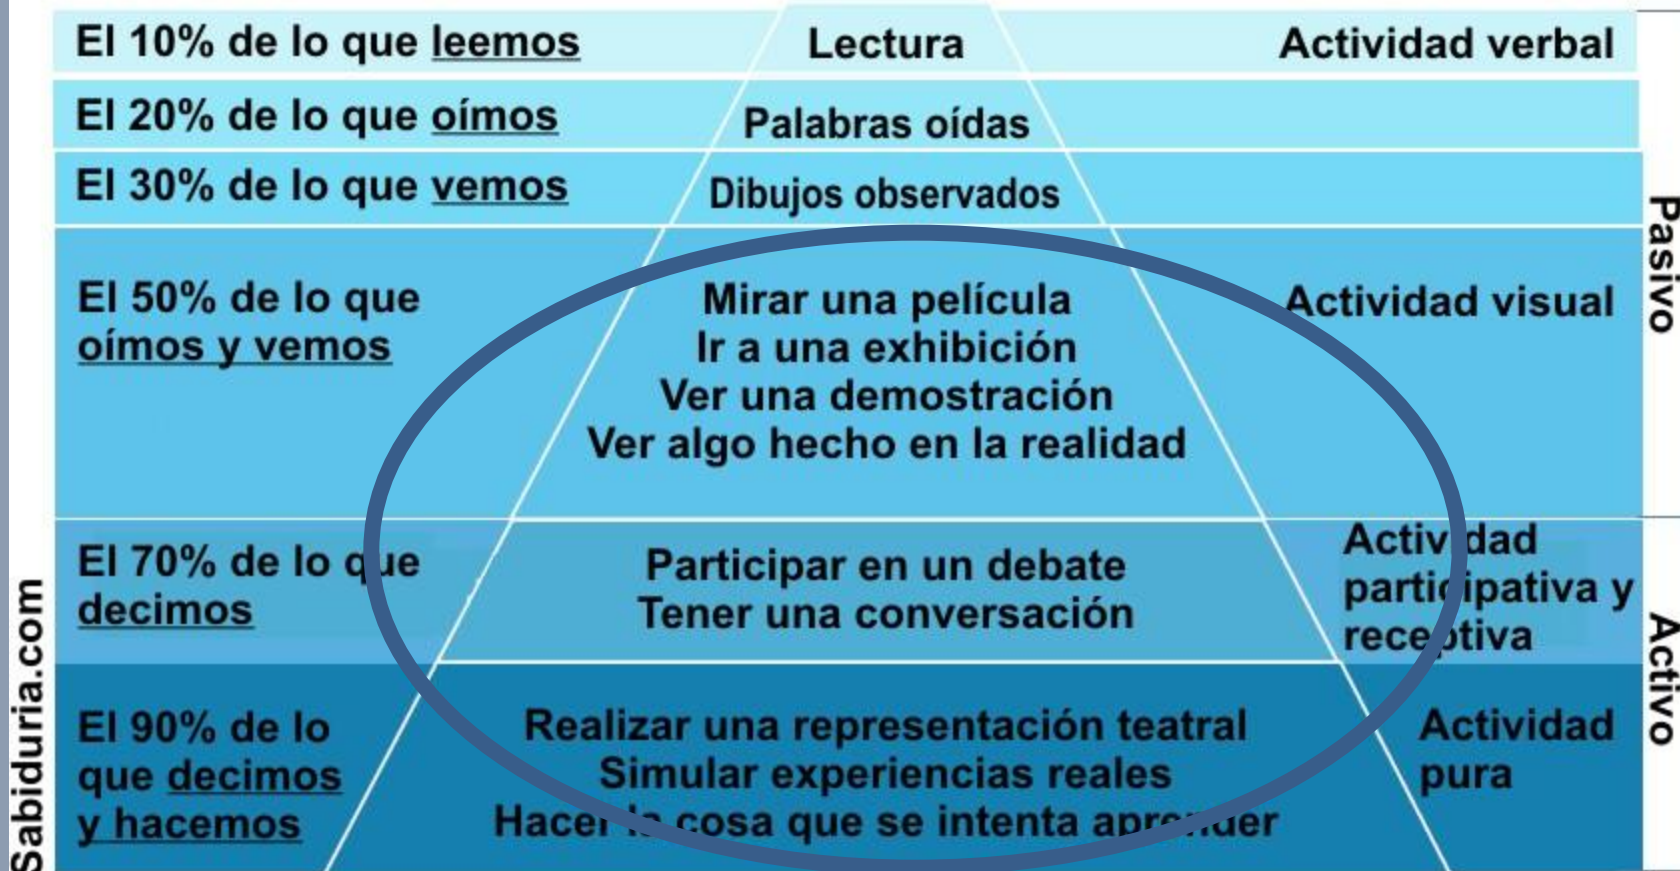 El 10% de lo que leemos
Lectura
Actividad verbal
El 20% de lo que oímos
Palabras oídas
El 30% de lo que vemos
Dibujos observados
El 50% de lo que
oímos y vemos
Mirar una película
Ir a una exhibición
Ver una demostración
Ver algo hecho en la realidad
Actividad visual
Pasivo
El 70% de lo que
decimos
Participar en un debate
Tener una conversación
Actividad
participativa y
receptiva
El 90% de lo
que decimos
y hacemos
Realizar una representación teatral
Simular experiencias reales
Hacer la cosa que se intenta aprender
Actividad
pura
Activo
Sabiduria.com